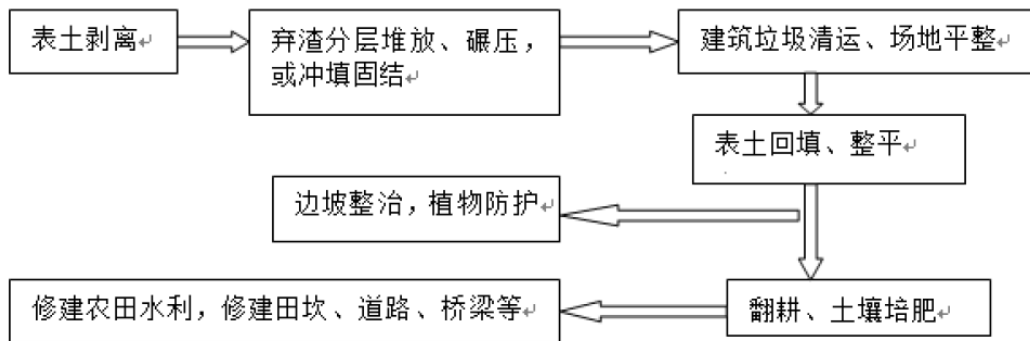 表土剥离
弃渣分层堆放、碾压，
或冲填固结
建筑垃圾清运、场地平整
表土回填、整平
边坡整治，植物防护
翻耕、土壤培肥
修建农田水利，修建田坎、道路、桥梁等